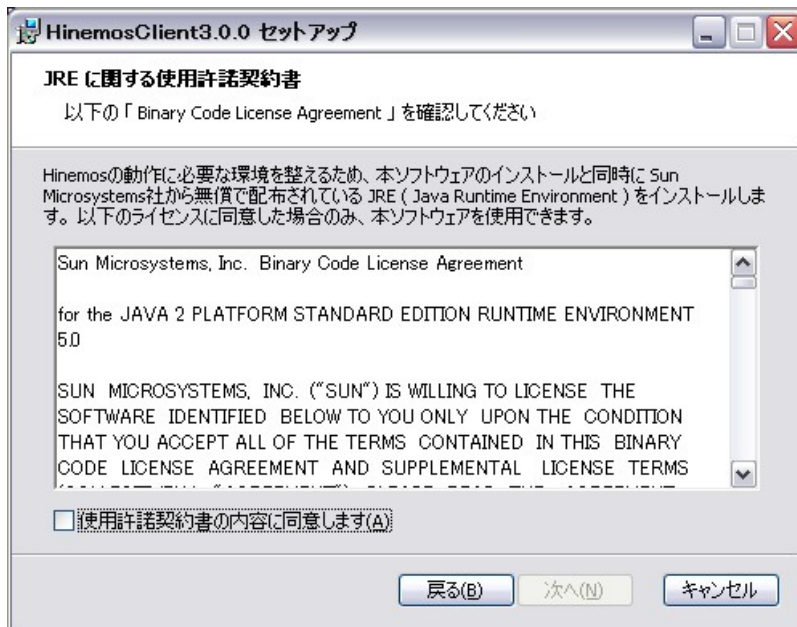 HinemosClient3.0.0 セットアップ
JRE に関する使用許諾契約書
以下の「 Binary Code License Agreement 」を確認してください
Hinemosの動作に必要な環境を整えるため、本ソフトウェアのインストールと同時に Sun
Microsystems社から無償で配布されている JRE ( Java Runtime Environment ) をインストールしま
す。以下のライセンスに同意した場合のみ、本ソフトウェアを使用できます。
Sun Microsystems, Inc. Binary Code License Agreement
for the JAVA 2 PLATFORM STANDARD EDITION RUNTIME ENVIRONMENT
5.0
SUN MICROSYSTEMS, INC. ("SUN") IS WILLING TO LICENSE THE
SOFTWARE IDENTIFIED BELOW TO YOU ONLY UPON THE CONDITION
THAT YOU ACCEPT ALL OF THE TERMS CONTAINED IN THIS BINARY
CODE LICENSE AGREEMENT AND SUPPLEMENTAL LICENSE TERMS
使用許諾契約書の内容に同意します(A)
戻る(B) 次へ(N) キャンセル